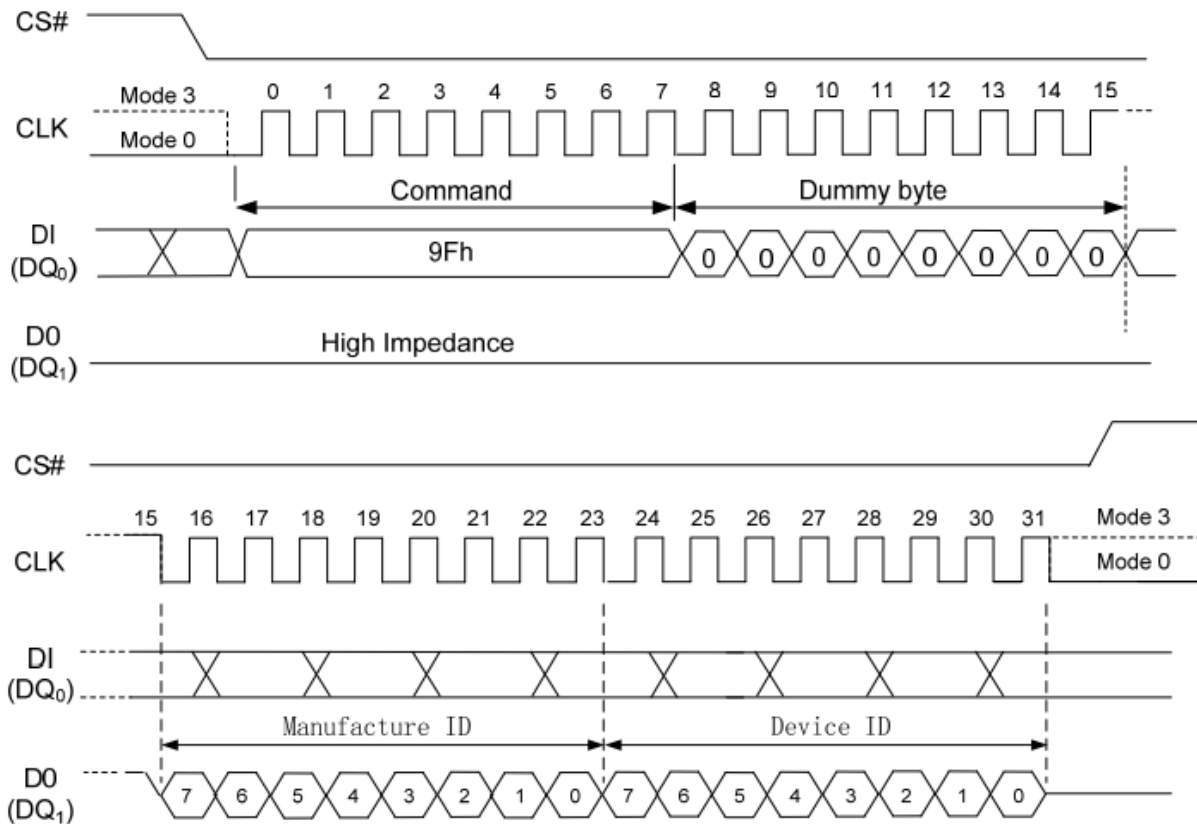 CS#
Mode 3
0 1 2 3 4 5 6 7 8 9 10 11 12 13 14 15
CLK
Mode 0
Command Dummy byte
DI
(DQ₀)
9Fh 0 0 0 0 0 0 0 0
D0
(DQ₁)
High Impedance
CS#
15 16 17 18 19 20 21 22 23 24 25 26 27 28 29 30 31
Mode 3
CLK
Mode 0
DI
(DQ₀)
Manufacture ID Device ID
D0
(DQ₁)
7 6 5 4 3 2 1 0 7 6 5 4 3 2 1 0